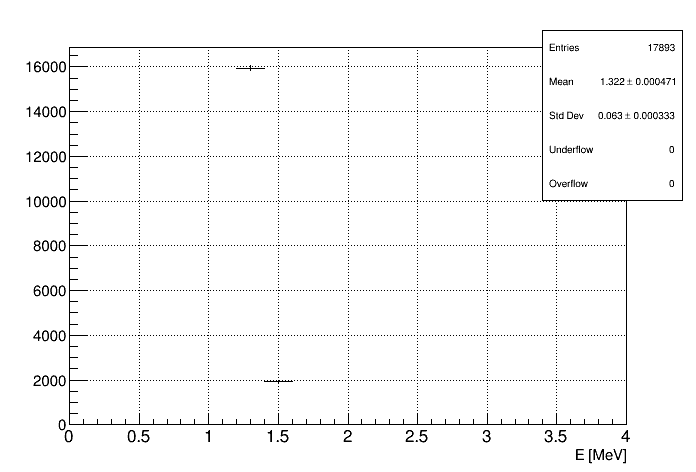 Entries 17893
Mean 1.322 ± 0.000471
Std Dev 0.063 ± 0.000333
Underflow 0
Overflow 0
16000
14000
12000
10000
8000
6000
4000
2000
0
0 0.5 1 1.5 2 2.5 3 3.5 4
E [MeV]